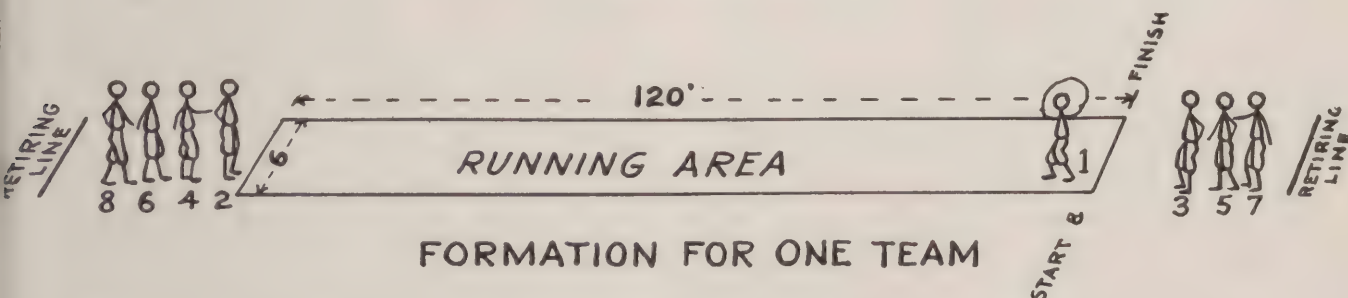 120'
FINISH
RETIRING
LINE
6
RUNNING AREA
1
8 6 4 2
3 5 7
RETIRING
LINE
START &
FORMATION FOR ONE TEAM